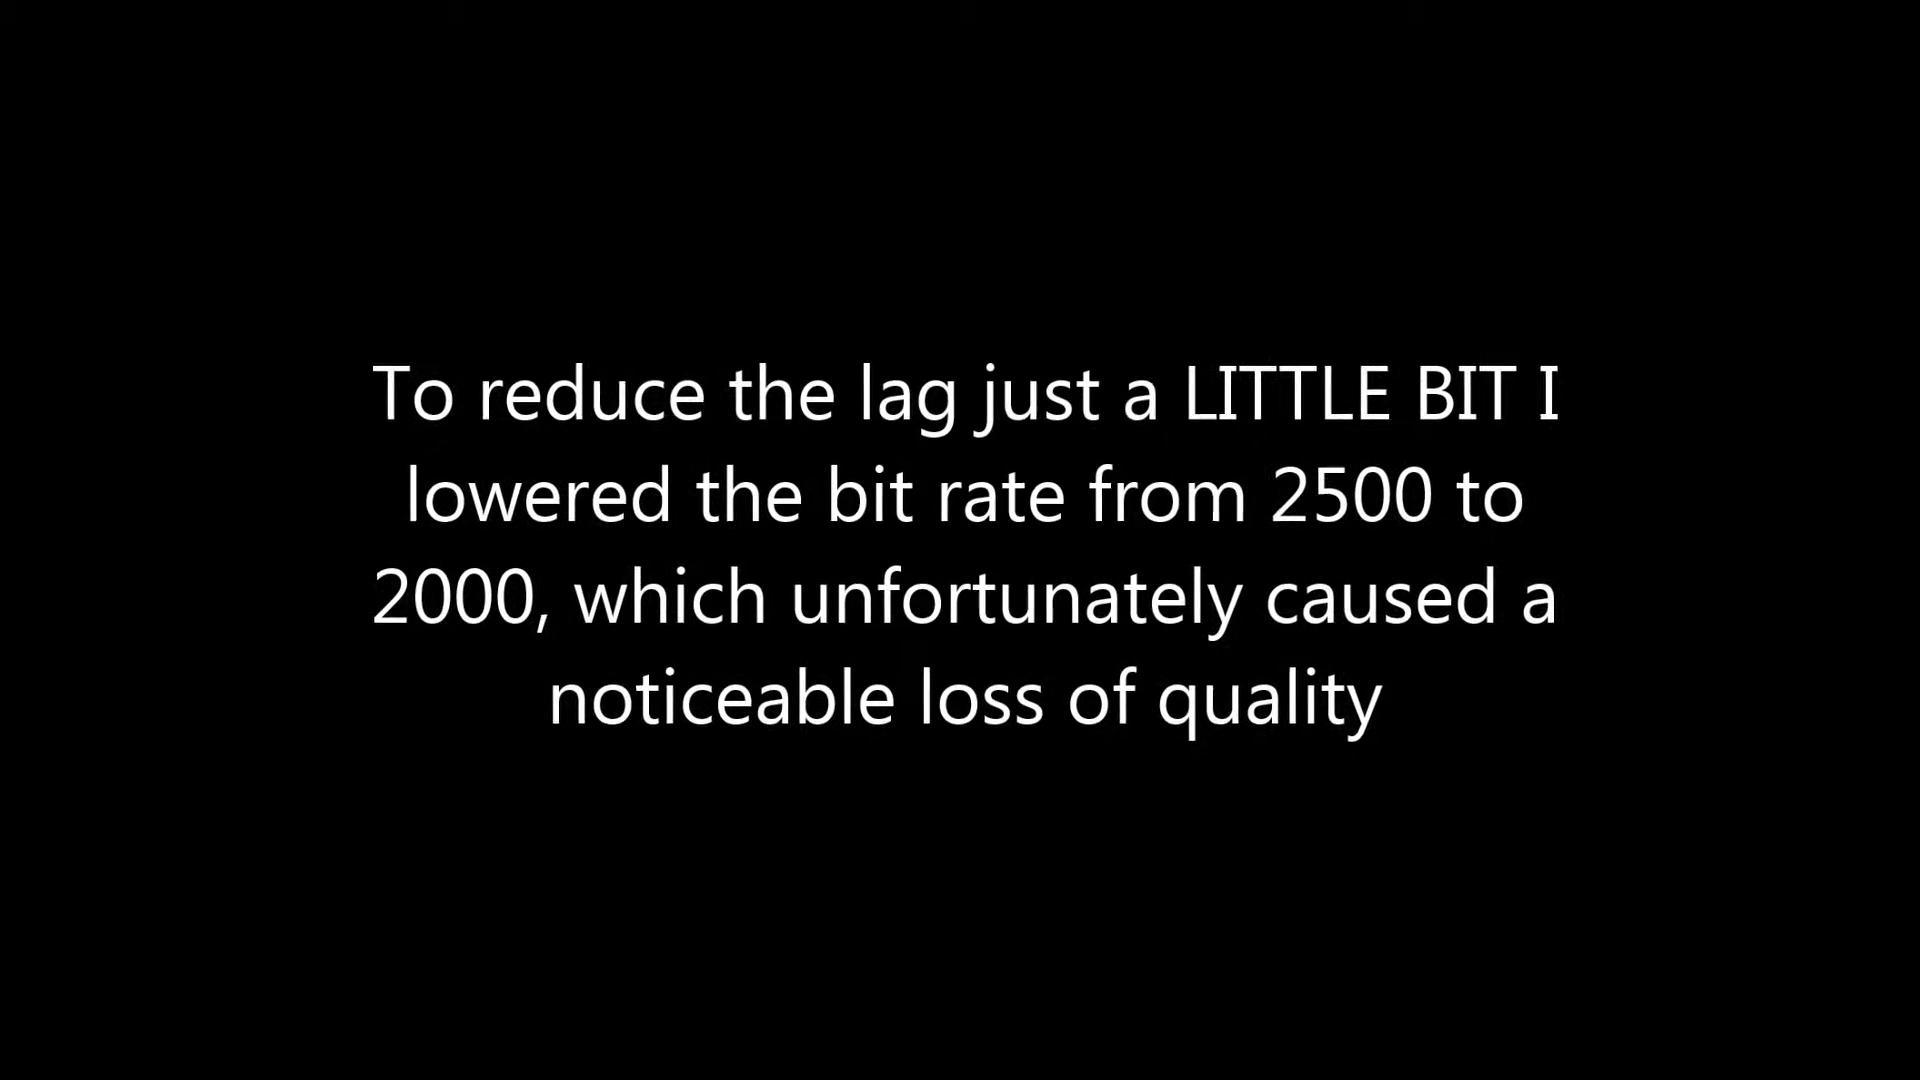 To reduce the lag just a LITTLE BIT I
lowered the bit rate from 2500 to
2000, which unfortunately caused a
noticeable loss of quality